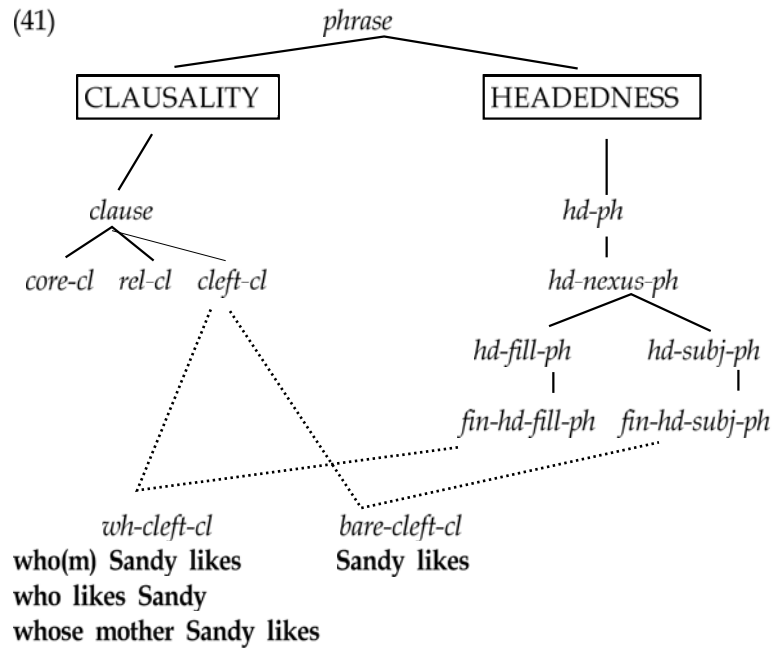 (41)
phrase
CLAUSALITY HEADEDNESS
clause hd-ph
core-cl rel-cl cleft-cl hd-nexus-ph
hd-fill-ph hd-subj-ph
fin-hd-fill-ph fin-hd-subj-ph
wh-cleft-cl bare-cleft-cl
who(m) Sandy likes Sandy likes
who likes Sandy
whose mother Sandy likes